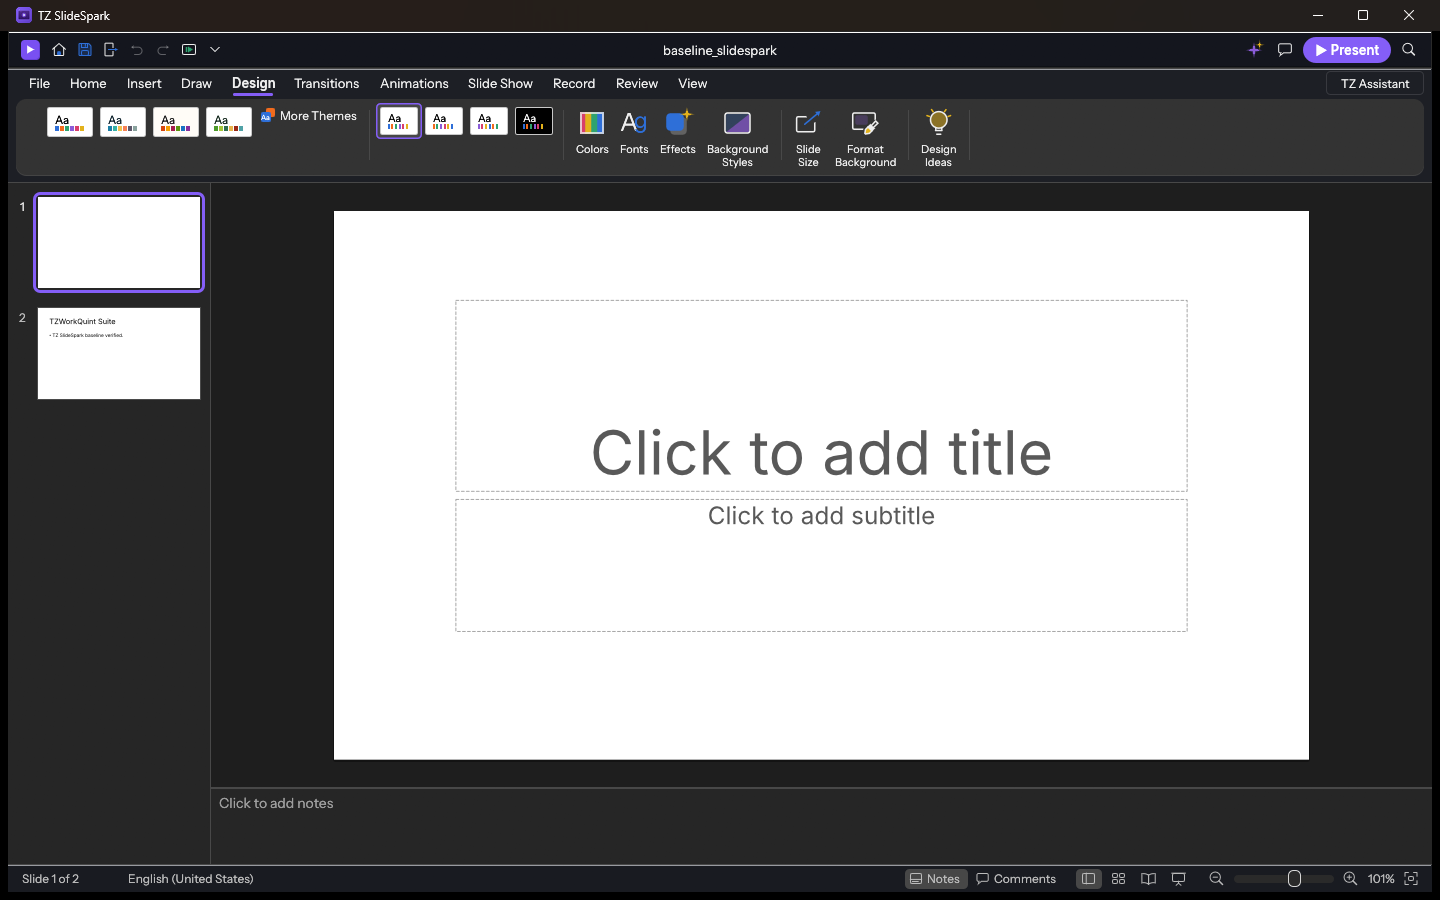 TZ SlideSpark
baseline_slidespark
Present
File Home Insert Draw Design Transitions Animations Slide Show Record Review View
TZ Assistant
Aa Aa Aa Aa Aa More Themes Aa Aa Aa Aa
Colors Fonts Effects Background Styles Slide Size Format Background Design Ideas
Ag
1
2
TZWorkQuint Suite
• TZ SlideSpark baseline verified.
Click to add title
Click to add subtitle
Click to add notes
Slide 1 of 2 English (United States) Notes Comments 101%